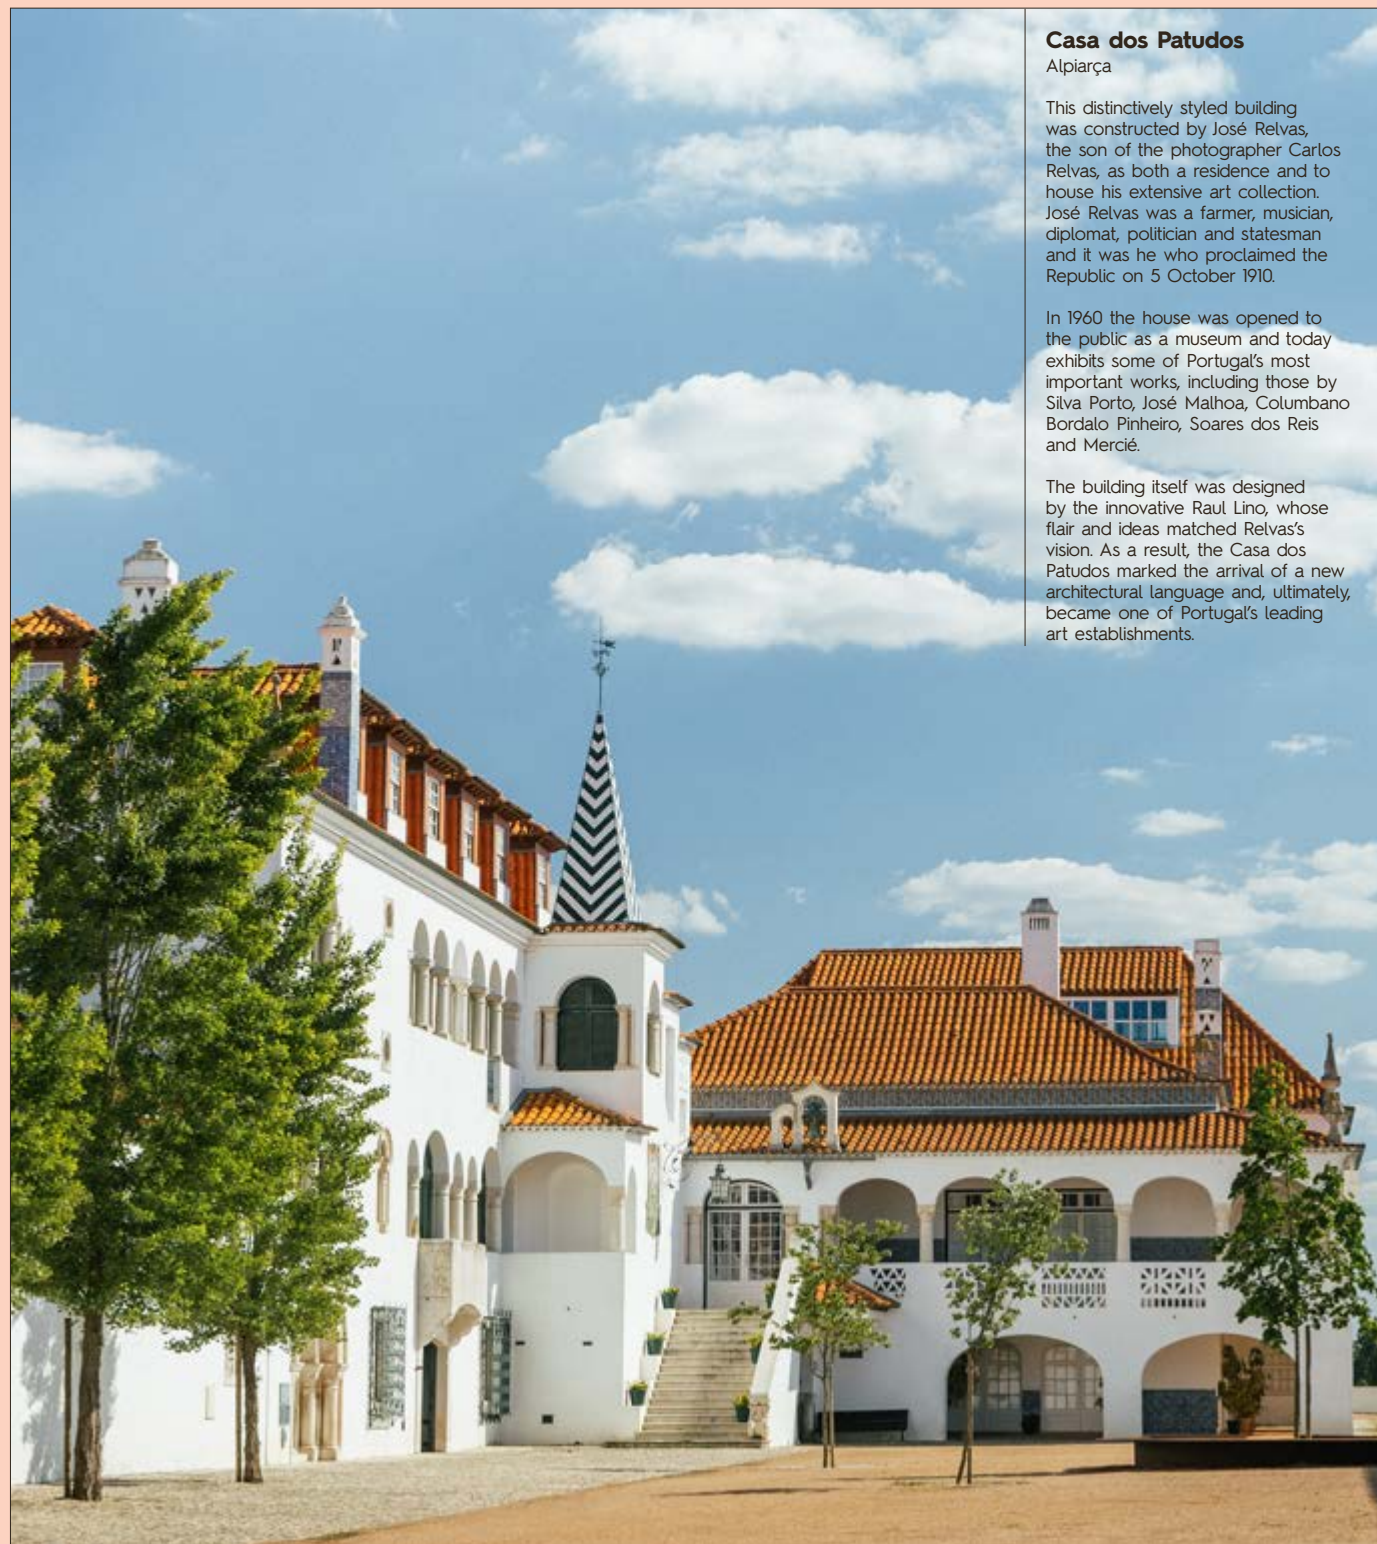 Casa dos Patudos
Alpiarça
This distinctively styled building
was constructed by José Relvas,
the son of the photographer Carlos
Relvas, as both a residence and to
house his extensive art collection.
José Relvas was a farmer, musician,
diplomat, politician and statesman
and it was he who proclaimed the
Republic on 5 October 1910.
In 1960 the house was opened to
the public as a museum and today
exhibits some of Portugal’s most
important works, including those by
Silva Porto, José Malhoa, Columbano
Bordalo Pinheiro, Soares dos Reis
and Mercié.
The building itself was designed
by the innovative Raul Lino, whose
flair and ideas matched Relvas’s
vision. As a result, the Casa dos
Patudos marked the arrival of a new
architectural language and, ultimately,
became one of Portugal’s leading
art establishments.